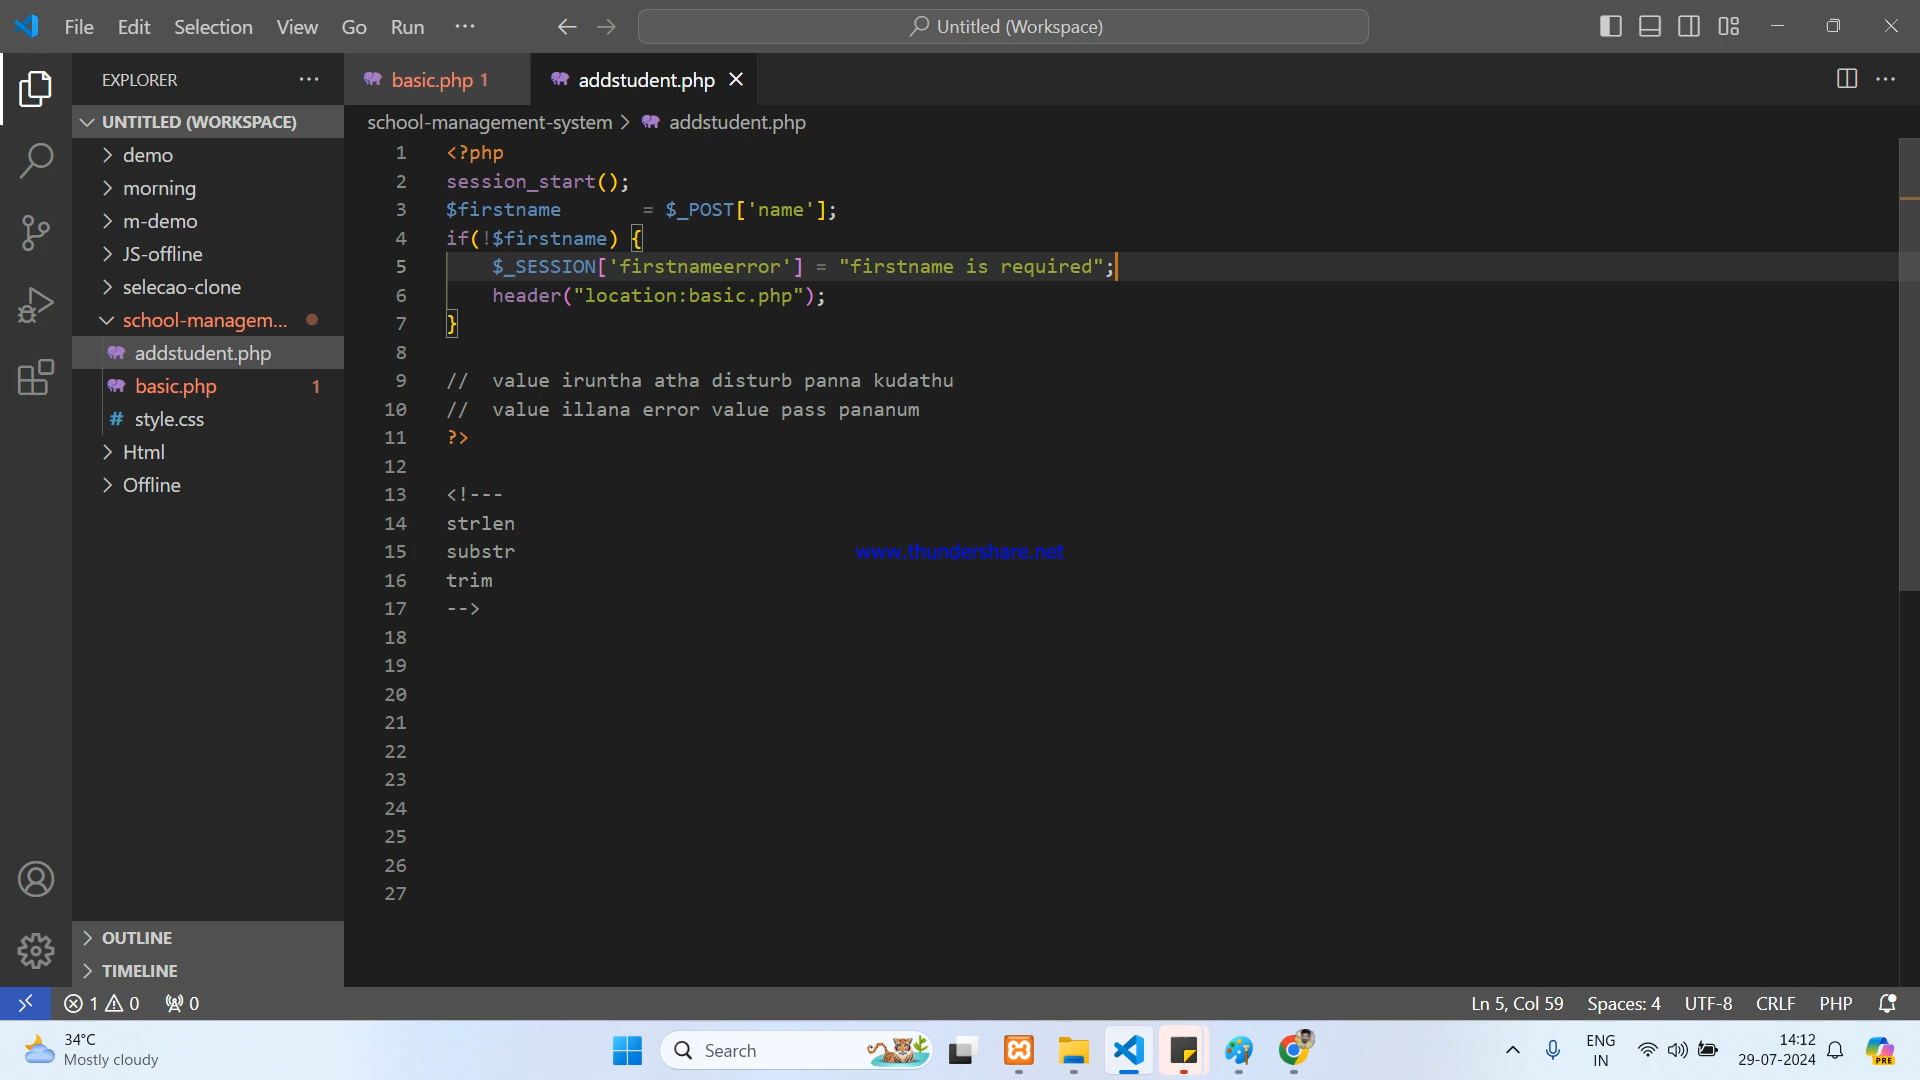 File Edit Selection View Go Run ··· Untitled (Workspace)
EXPLORER ···
basic.php 1
addstudent.php
UNTITLED (WORKSPACE)
demo
morning
m-demo
JS-offline
selecao-clone
school-managem...
addstudent.php
basic.php 1
style.css
Html
Offline
OUTLINE
TIMELINE
school-management-system > addstudent.php
1 <?php
2 session_start();
3 $firstname       = $_POST['name'];
4 if(!$firstname) {
5     $_SESSION['firstnameerror'] = "firstname is required";
6     header("location:basic.php");
7 }
8
9 //  value iruntha atha disturb panna kudathu
10 //  value illana error value pass pananum
11 ?>
12
13 <!---
14 strlen
15 substr
16 trim
17 -->
18
19
20
21
22
23
24
25
26
27
www.thundershare.net
1 0 0
Ln 5, Col 59 Spaces: 4 UTF-8 CRLF PHP
34°C
Mostly cloudy
Search
PRE
ENG
IN
14:12
29-07-2024